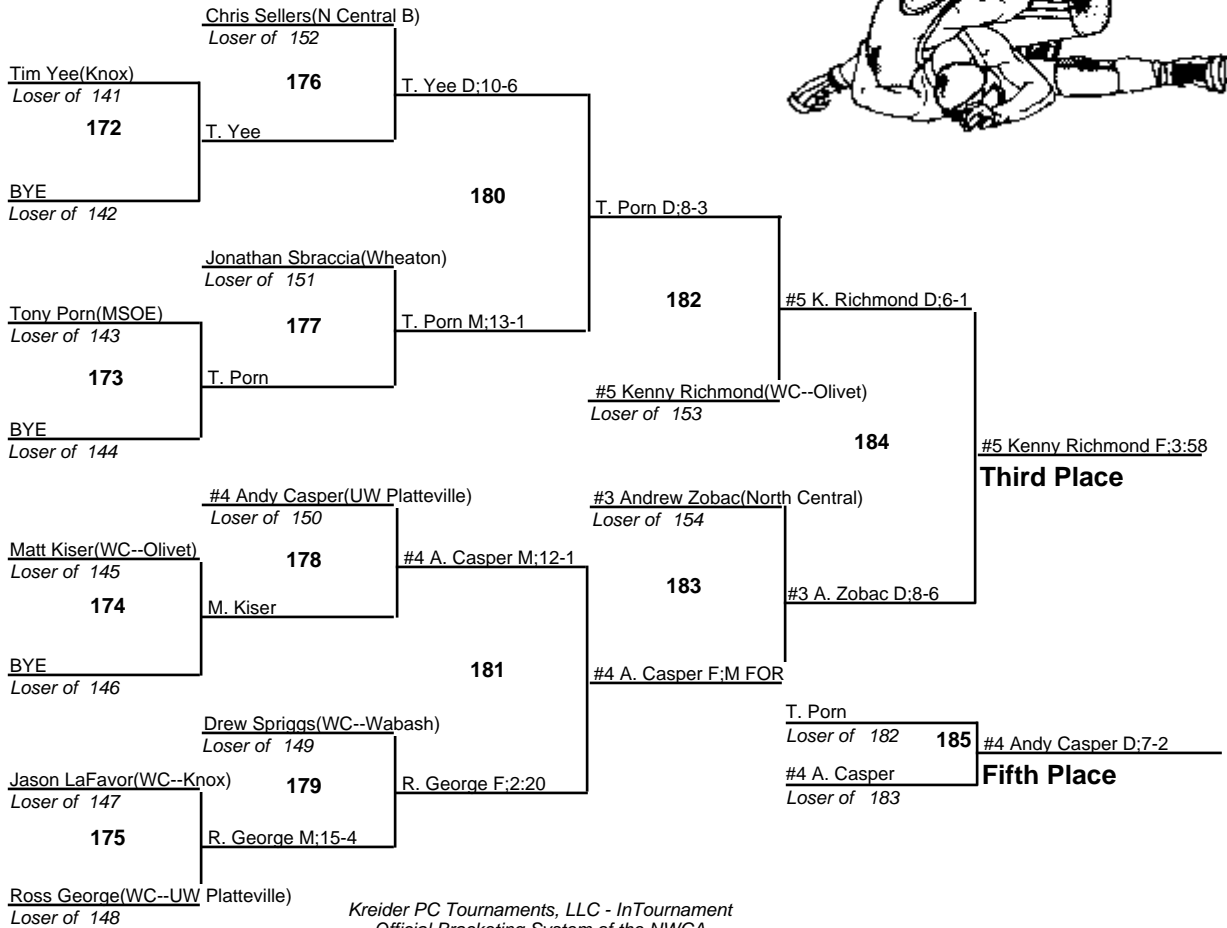 Chris Sellers(N Central B)
Loser of 152
Tim Yee(Knox)
Loser of 141
176
T. Yee D;10-6
172
T. Yee
BYE
Loser of 142
180
T. Porn D;8-3
Jonathan Sbraccia(Wheaton)
Loser of 151
Tony Porn(MSOE)
Loser of 143
177
T. Porn M;13-1
182
#5 K. Richmond D;6-1
173
T. Porn
#5 Kenny Richmond(WC--Olivet)
Loser of 153
BYE
Loser of 144
184
#5 Kenny Richmond F;3:58
Third Place
#4 Andy Casper(UW Platteville)
Loser of 150
#3 Andrew Zobac(North Central)
Loser of 154
Matt Kiser(WC--Olivet)
Loser of 145
178
#4 A. Casper M;12-1
183
#3 A. Zobac D;8-6
174
M. Kiser
BYE
Loser of 146
181
#4 A. Casper F;M FOR
Drew Spriggs(WC--Wabash)
Loser of 149
T. Porn
Loser of 182
185
#4 Andy Casper D;7-2
Fifth Place
#4 A. Casper
Loser of 183
Jason LaFavor(WC--Knox)
Loser of 147
179
R. George F;2:20
175
R. George M;15-4
Ross George(WC--UW Platteville)
Loser of 148
Kreider PC Tournaments, LLC - InTournament
Official Bracketing System of the NWCA